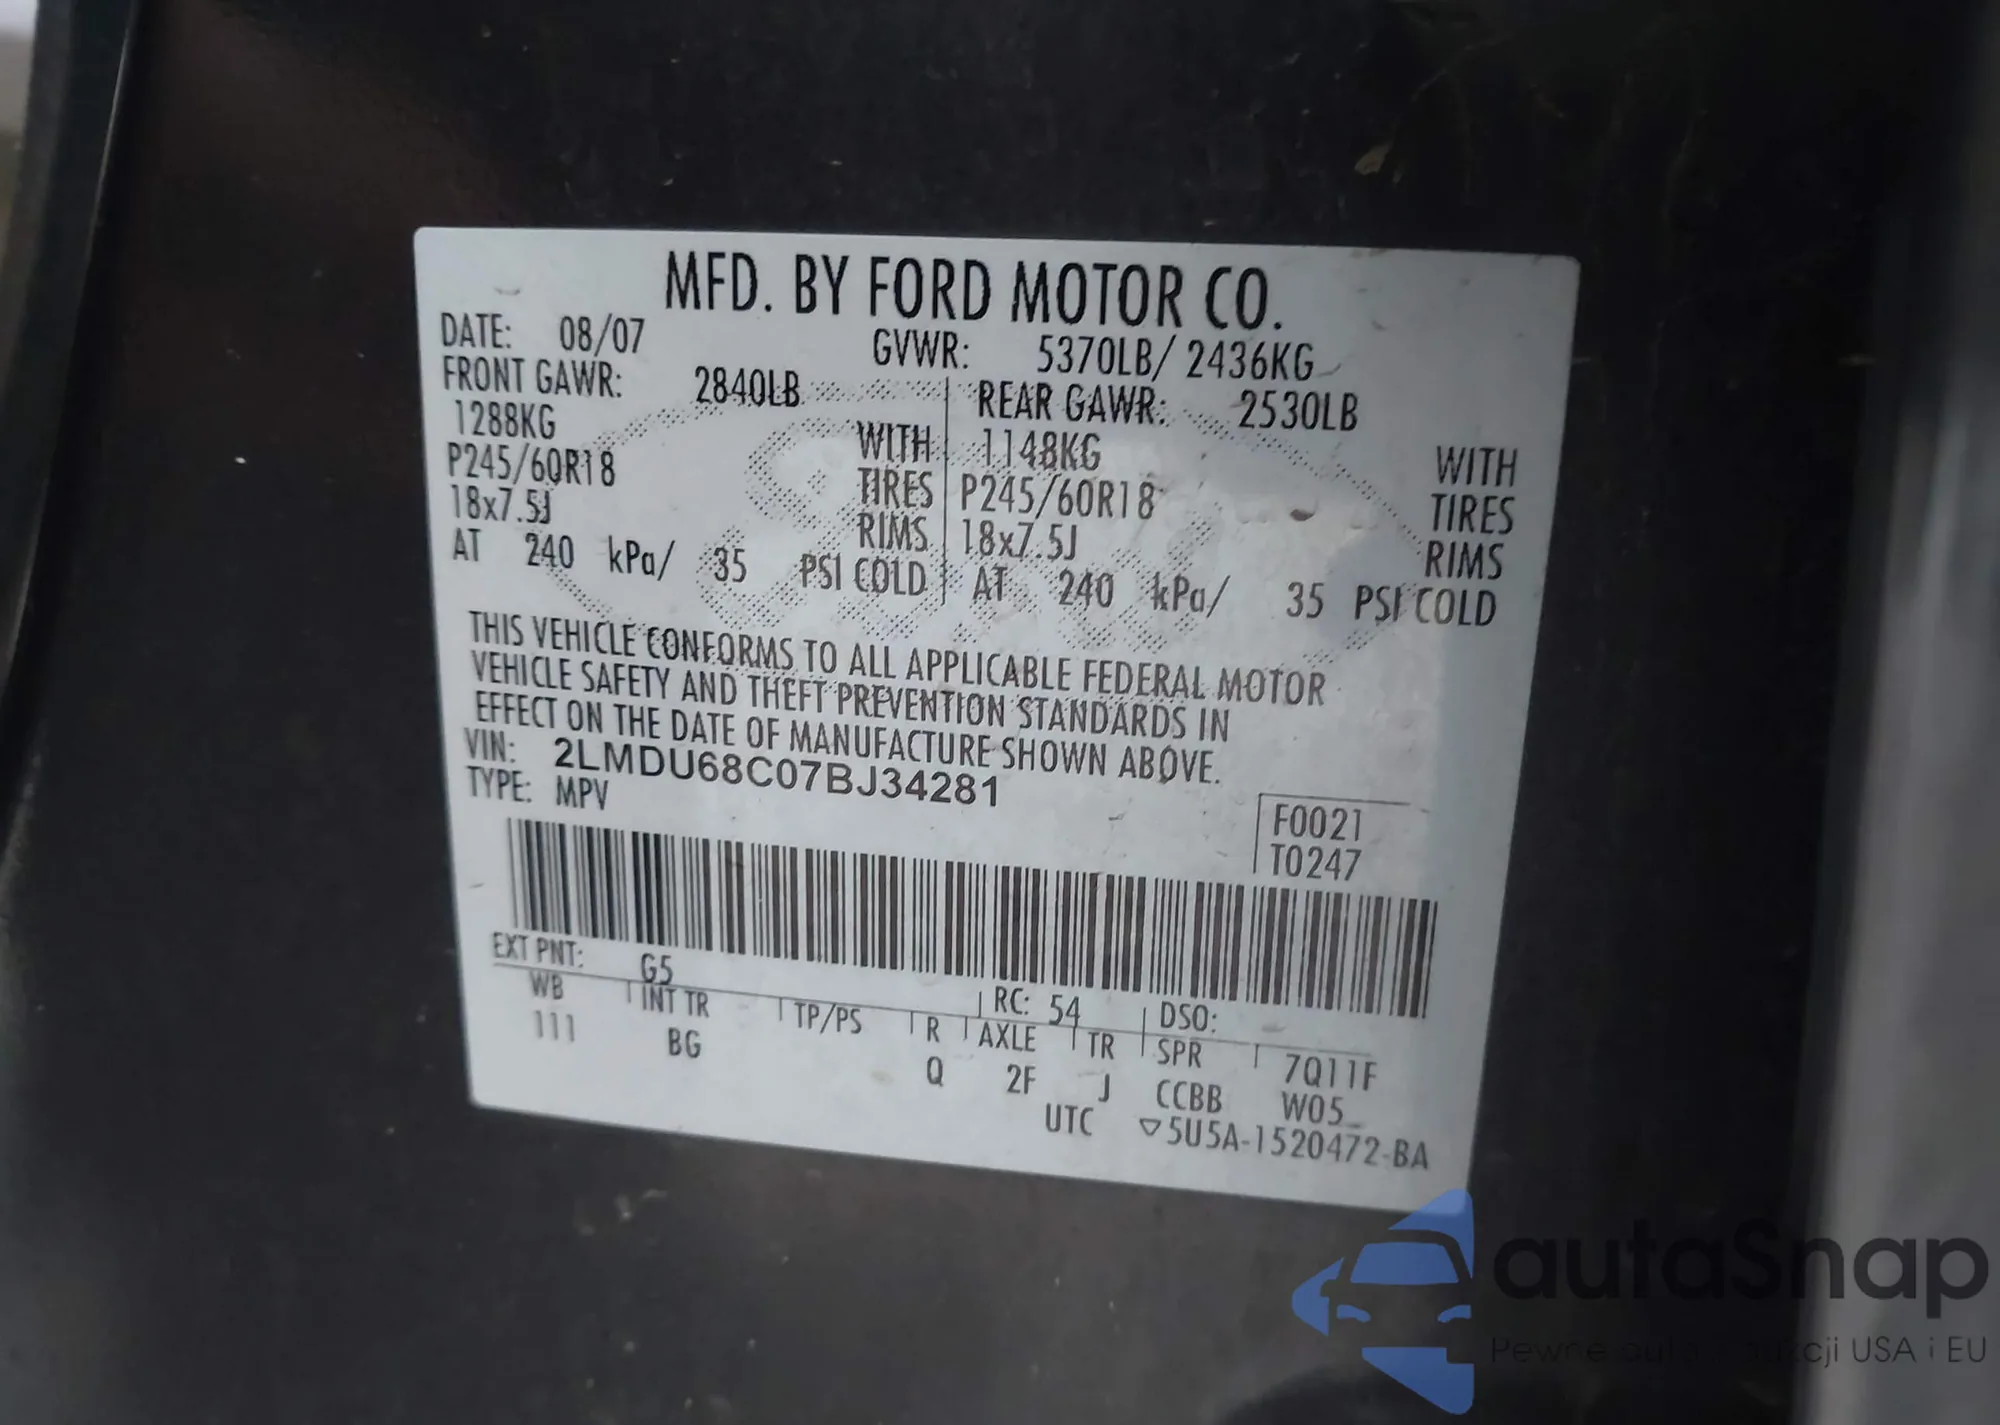 MFD. BY FORD MOTOR CO.
DATE: 08/07 GVWR: 5370LB/ 2436KG
FRONT GAWR: 2840LB REAR GAWR: 2530LB
1288KG WITH 1148KG WITH
P245/60R18 TIRES P245/60R18 TIRES
18x7.5J RIMS 18x7.5J RIMS
AT 240 kPa/ 35 PSI COLD AT 240 kPa/ 35 PSI COLD
THIS VEHICLE CONFORMS TO ALL APPLICABLE FEDERAL MOTOR
VEHICLE SAFETY AND THEFT PREVENTION STANDARDS IN
EFFECT ON THE DATE OF MANUFACTURE SHOWN ABOVE.
VIN: 2LMDU68C07BJ34281
TYPE: MPV
F0021
T0247
EXT PNT: G5 RC: 54 DSO:
WB INT TR TP/PS R AXLE TR SPR 7Q11F
111 BG Q 2F J CCBB W05
UTC ▽5U5A-1520472-BA
autaSnap
Pewne auta z aukcji USA i EU